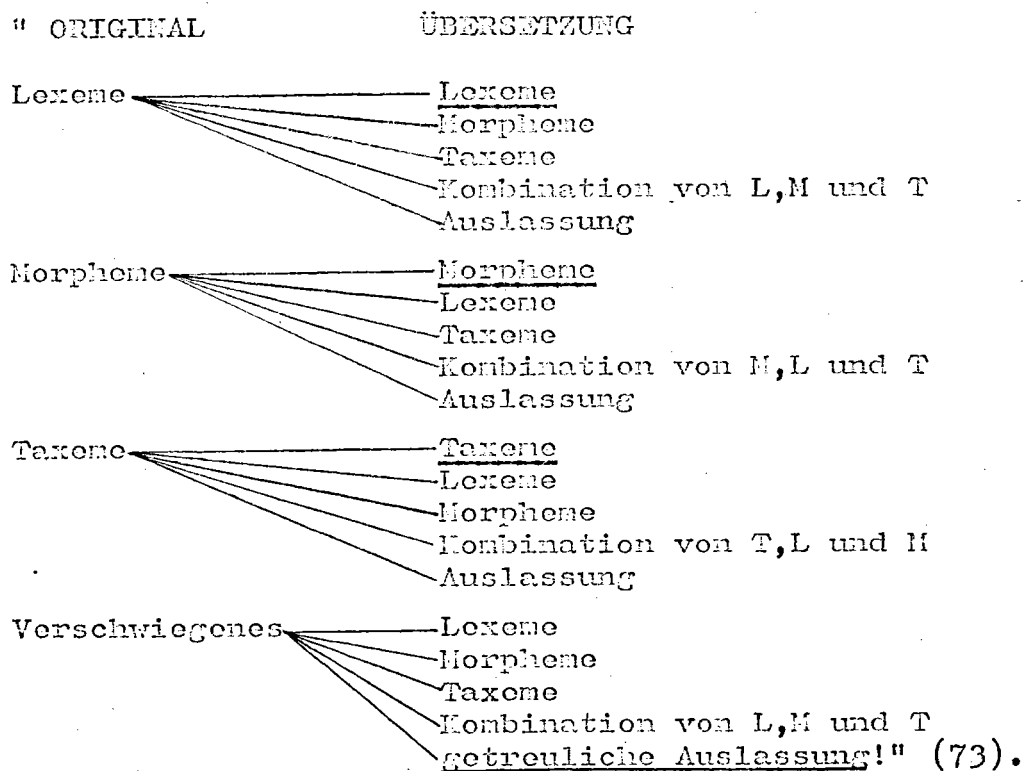 " ORIGINAL ÜBERSETZUNG
Lexeme Lexeme
Morpheme
Taxeme
Kombination von L,M und T
Auslassung
Morpheme Morpheme
Lexeme
Taxeme
Kombination von M,L und T
Auslassung
Taxeme Taxeme
Lexeme
Morpheme
Kombination von T,L und M
Auslassung
Verschwiegenes Lexeme
Morpheme
Taxeme
Kombination von L,M und T
getreuliche Auslassung!" (73).